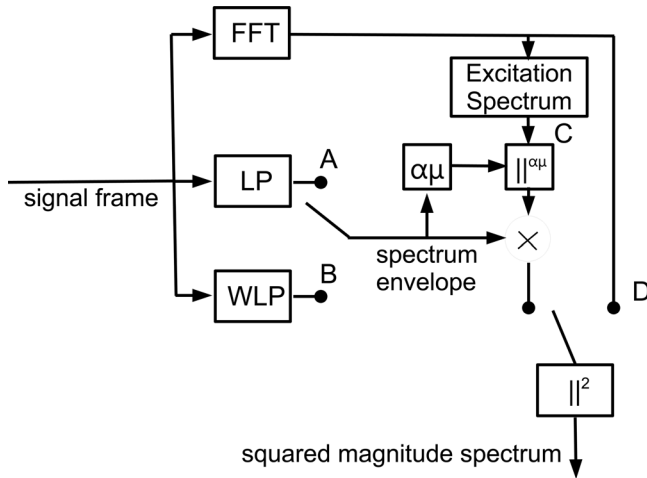 FFT
Excitation
Spectrum
C
A
αμ
||^αμ
LP
signal frame
×
spectrum
envelope
B
WLP
D
||²
squared magnitude spectrum